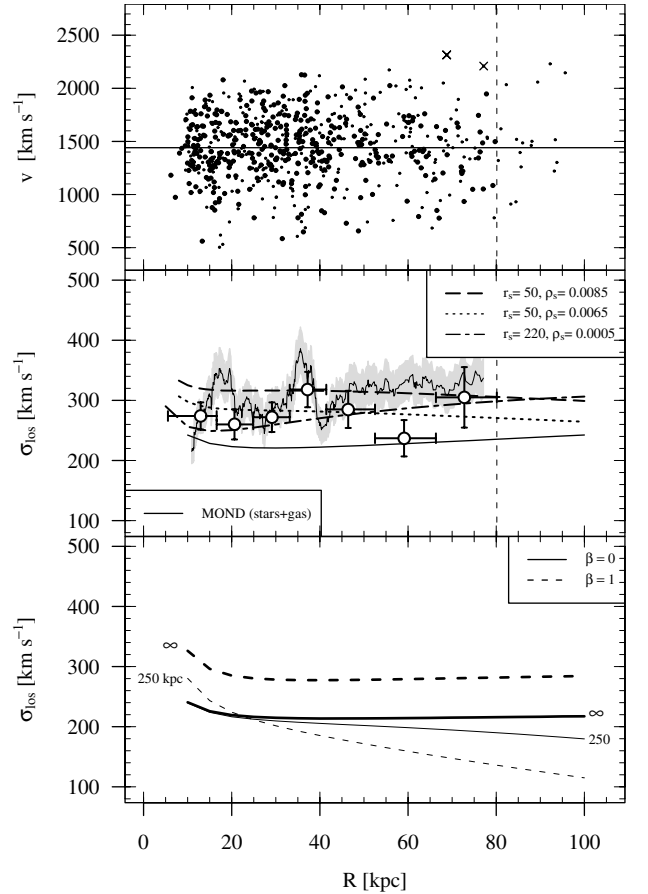 2500
2000
1500
1000
500
v [km s⁻¹]
500
400
300
200
100
σlos [km s⁻¹]
rₛ= 50, ρₛ= 0.0085
rₛ= 50, ρₛ= 0.0065
rₛ= 220, ρₛ= 0.0005
MOND (stars+gas)
500
400
300
200
100
σlos [km s⁻¹]
β = 0
β = 1
∞
250 kpc
∞
250
0 20 40 60 80 100
R [kpc]